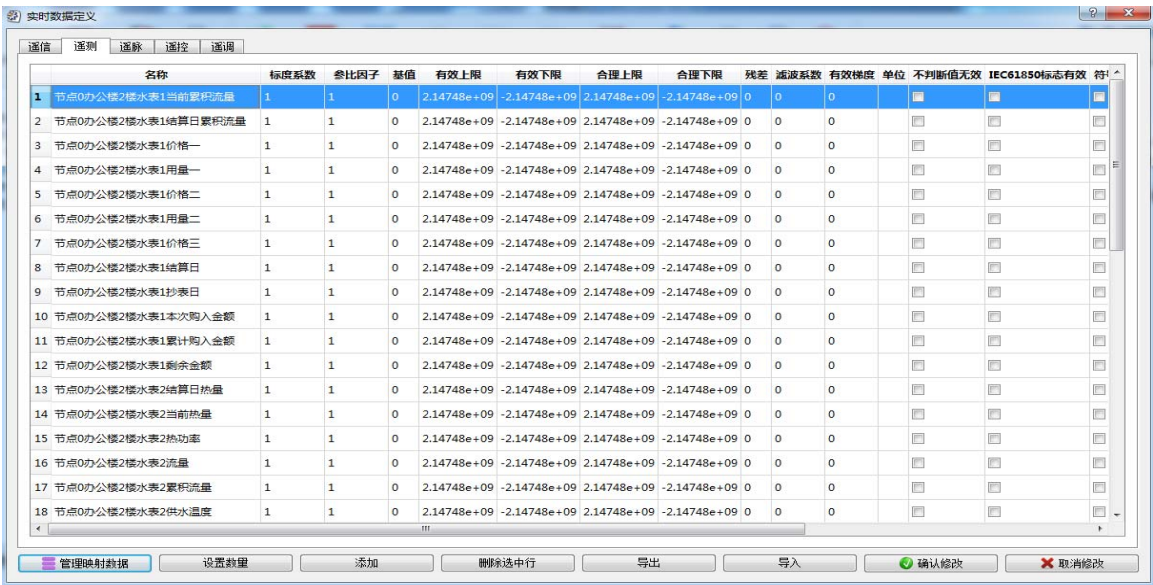 实时数据定义
遥信 遥测 遥脉 遥控 遥调
名称 标度系数 参比因子 基值 有效上限 有效下限 合理上限 合理下限 残差 滤波系数 有效梯度 单位 不判断值无效 IEC61850标志有效 符
1 节点0办公楼2楼水表1当前累积流量 1 1 0 2.14748e+09 -2.14748e+09 2.14748e+09 -2.14748e+09 0 0 0
2 节点0办公楼2楼水表1结算日累积流量 1 1 0 2.14748e+09 -2.14748e+09 2.14748e+09 -2.14748e+09 0 0 0
3 节点0办公楼2楼水表1价格一 1 1 0 2.14748e+09 -2.14748e+09 2.14748e+09 -2.14748e+09 0 0 0
4 节点0办公楼2楼水表1用量一 1 1 0 2.14748e+09 -2.14748e+09 2.14748e+09 -2.14748e+09 0 0 0
5 节点0办公楼2楼水表1价格二 1 1 0 2.14748e+09 -2.14748e+09 2.14748e+09 -2.14748e+09 0 0 0
6 节点0办公楼2楼水表1用量二 1 1 0 2.14748e+09 -2.14748e+09 2.14748e+09 -2.14748e+09 0 0 0
7 节点0办公楼2楼水表1价格三 1 1 0 2.14748e+09 -2.14748e+09 2.14748e+09 -2.14748e+09 0 0 0
8 节点0办公楼2楼水表1结算日 1 1 0 2.14748e+09 -2.14748e+09 2.14748e+09 -2.14748e+09 0 0 0
9 节点0办公楼2楼水表1抄表日 1 1 0 2.14748e+09 -2.14748e+09 2.14748e+09 -2.14748e+09 0 0 0
10 节点0办公楼2楼水表1本次购入金额 1 1 0 2.14748e+09 -2.14748e+09 2.14748e+09 -2.14748e+09 0 0 0
11 节点0办公楼2楼水表1累计购入金额 1 1 0 2.14748e+09 -2.14748e+09 2.14748e+09 -2.14748e+09 0 0 0
12 节点0办公楼2楼水表1剩余金额 1 1 0 2.14748e+09 -2.14748e+09 2.14748e+09 -2.14748e+09 0 0 0
13 节点0办公楼2楼水表2结算日热量 1 1 0 2.14748e+09 -2.14748e+09 2.14748e+09 -2.14748e+09 0 0 0
14 节点0办公楼2楼水表2当前热量 1 1 0 2.14748e+09 -2.14748e+09 2.14748e+09 -2.14748e+09 0 0 0
15 节点0办公楼2楼水表2热功率 1 1 0 2.14748e+09 -2.14748e+09 2.14748e+09 -2.14748e+09 0 0 0
16 节点0办公楼2楼水表2流量 1 1 0 2.14748e+09 -2.14748e+09 2.14748e+09 -2.14748e+09 0 0 0
17 节点0办公楼2楼水表2累积流量 1 1 0 2.14748e+09 -2.14748e+09 2.14748e+09 -2.14748e+09 0 0 0
18 节点0办公楼2楼水表2供水温度 1 1 0 2.14748e+09 -2.14748e+09 2.14748e+09 -2.14748e+09 0 0 0
管理映射数据 设置数量 添加 删除选中行 导出 导入 确认修改 取消修改